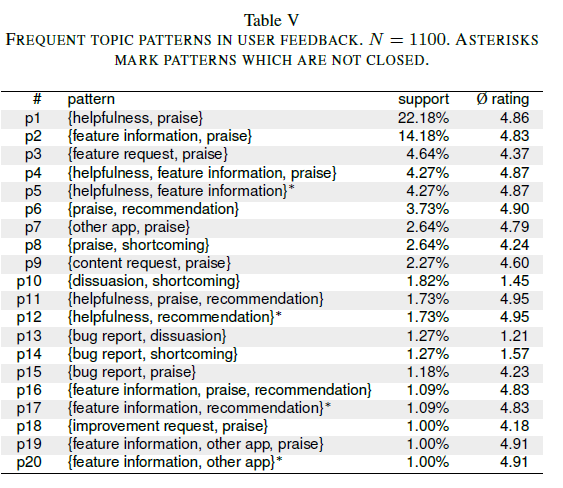 Table V
FREQUENT TOPIC PATTERNS IN USER FEEDBACK. N = 1100. ASTERISKS
MARK PATTERNS WHICH ARE NOT CLOSED.
# pattern support Ø rating
p1 {helpfulness, praise} 22.18% 4.86
p2 {feature information, praise} 14.18% 4.83
p3 {feature request, praise} 4.64% 4.37
p4 {helpfulness, feature information, praise} 4.27% 4.87
p5 {helpfulness, feature information}* 4.27% 4.87
p6 {praise, recommendation} 3.73% 4.90
p7 {other app, praise} 2.64% 4.79
p8 {praise, shortcoming} 2.64% 4.24
p9 {content request, praise} 2.27% 4.60
p10 {dissuasion, shortcoming} 1.82% 1.45
p11 {helpfulness, praise, recommendation} 1.73% 4.95
p12 {helpfulness, recommendation}* 1.73% 4.95
p13 {bug report, dissuasion} 1.27% 1.21
p14 {bug report, shortcoming} 1.27% 1.57
p15 {bug report, praise} 1.18% 4.23
p16 {feature information, praise, recommendation} 1.09% 4.83
p17 {feature information, recommendation}* 1.09% 4.83
p18 {improvement request, praise} 1.00% 4.18
p19 {feature information, other app, praise} 1.00% 4.91
p20 {feature information, other app}* 1.00% 4.91